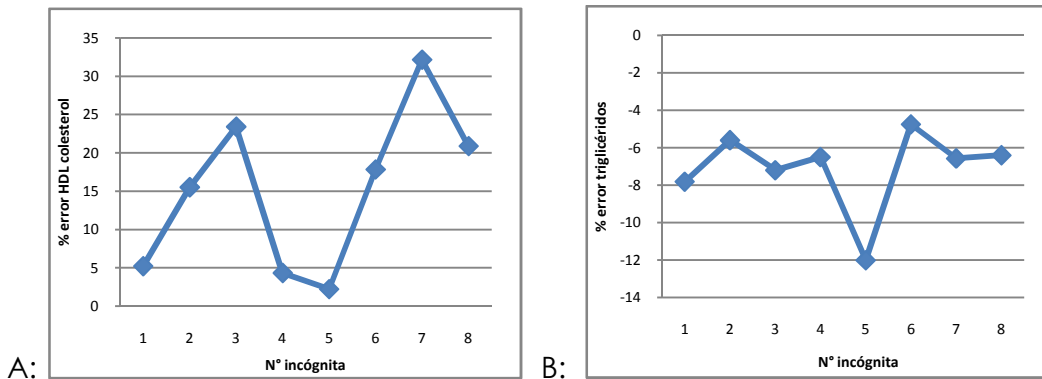 A:
% error HDL colesterol
35
30
25
20
15
10
5
0
1 2 3 4 5 6 7 8
N° incógnita
B:
% error triglicéridos
0
-2
-4
-6
-8
-10
-12
-14
1 2 3 4 5 6 7 8
N° incógnita